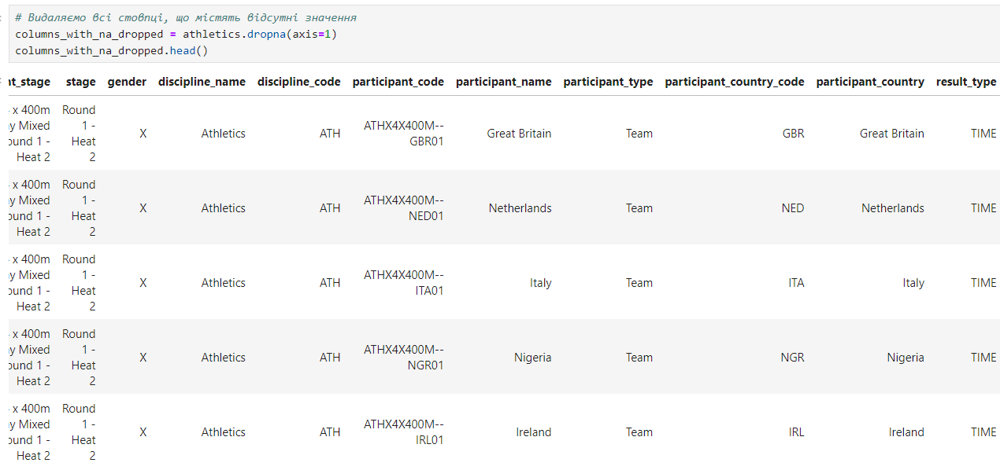 # Видаляємо всі стовпці, що містять відсутні значення
columns_with_na_dropped = athletics.dropna(axis=1)
columns_with_na_dropped.head()
stage gender discipline_name discipline_code participant_code participant_name participant_type participant_country_code participant_country result_type
x 400m Round
Mixed 1 - ATHX4X400M--
X Athletics ATH Great Britain Team GBR Great Britain TIME
1 - Heat GBR01
Heat 2 2
x 400m Round
Mixed 1 - ATHX4X400M--
X Athletics ATH Netherlands Team NED Netherlands TIME
1 - Heat NED01
Heat 2 2
x 400m Round
Mixed 1 - ATHX4X400M--
X Athletics ATH Italy Team ITA Italy TIME
1 - Heat ITA01
Heat 2 2
x 400m Round
Mixed 1 - ATHX4X400M--
X Athletics ATH Nigeria Team NGR Nigeria TIME
1 - Heat NGR01
Heat 2 2
x 400m Round
Mixed 1 - ATHX4X400M--
X Athletics ATH Ireland Team IRL Ireland TIME
1 - Heat IRL01
Heat 2 2